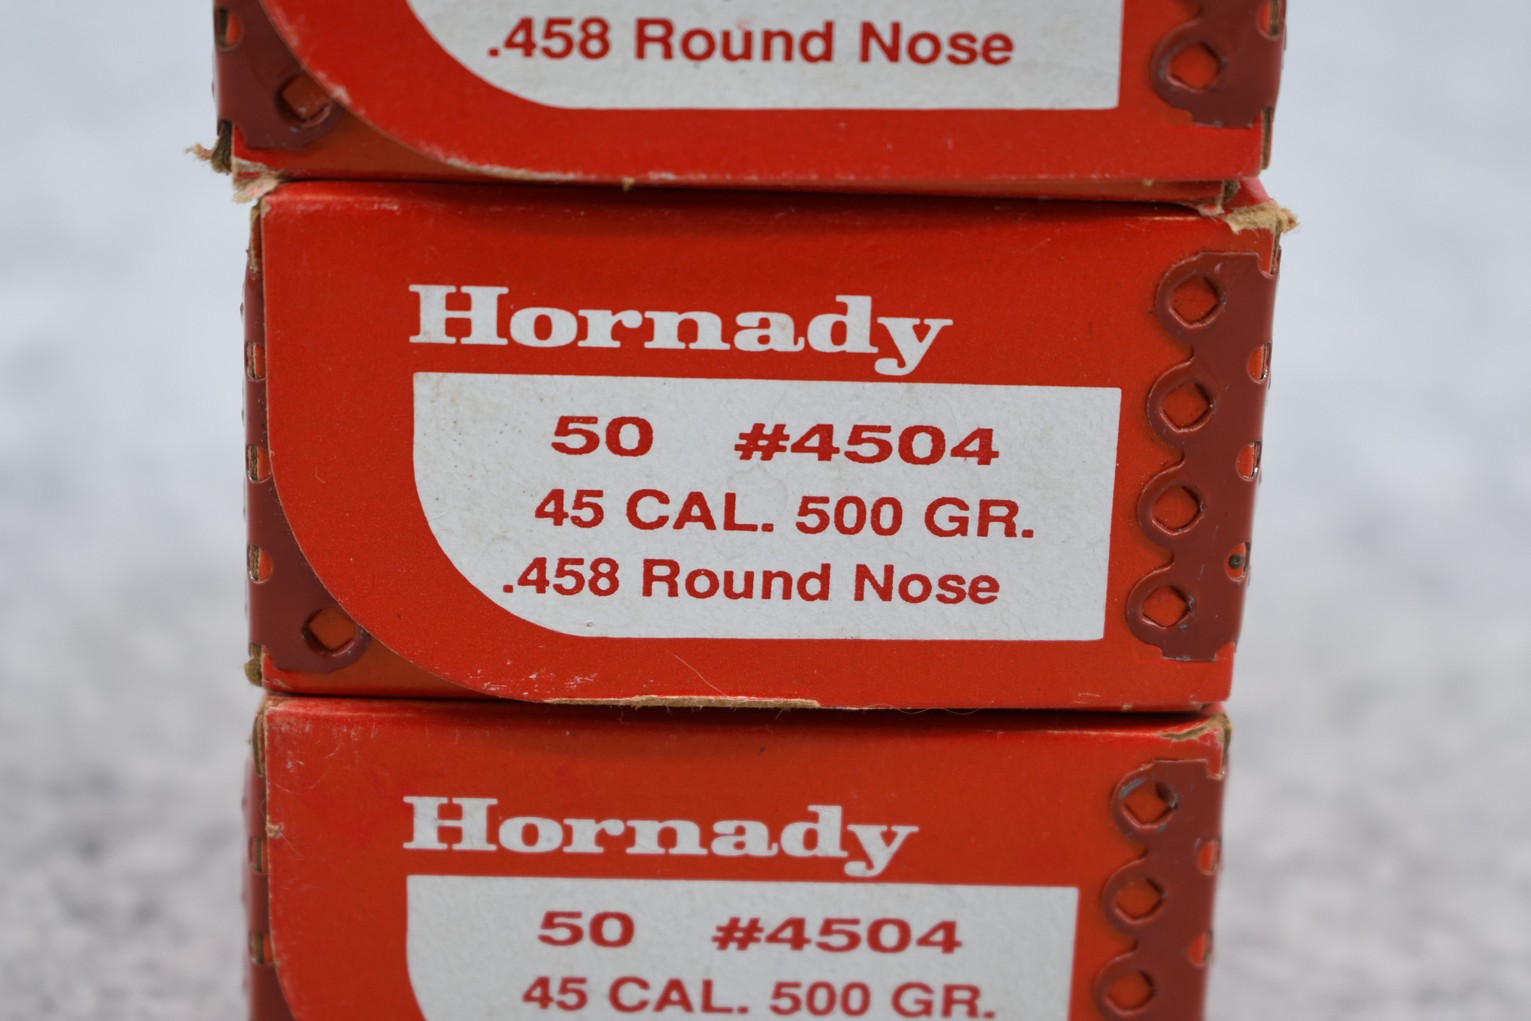 .458 Round Nose
Hornady
50 #4504
45 CAL. 500 GR.
.458 Round Nose
Hornady
50 #4504
45 CAL. 500 GR.